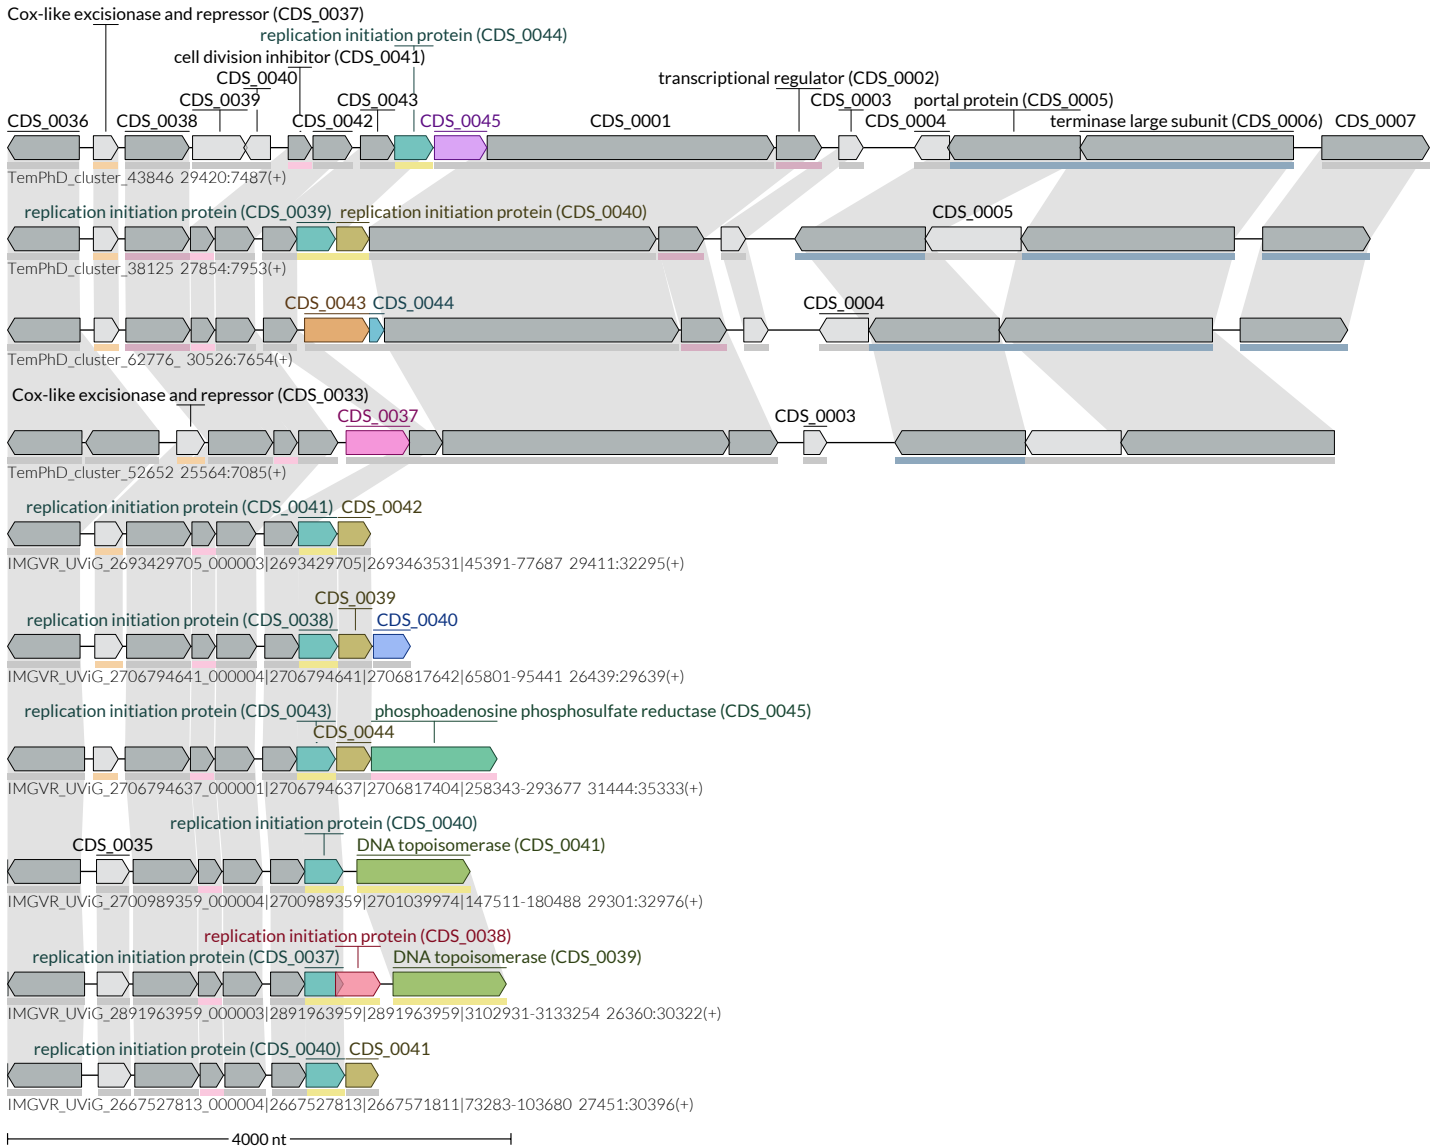 Cox-like excisionase and repressor (CDS_0037)
replication initiation protein (CDS_0044)
cell division inhibitor (CDS_0041)
CDS_0040 transcriptional regulator (CDS_0002)
CDS_0039 CDS_0043 CDS_0003 portal protein (CDS_0005)
CDS_0036 CDS_0038 CDS_0042 CDS_0045 CDS_0001 CDS_0004 terminase large subunit (CDS_0006) CDS_0007
TemPhD_cluster_43846 29420:7487(+)
replication initiation protein (CDS_0039) replication initiation protein (CDS_0040) CDS_0005
TemPhD_cluster_38125 27854:7953(+)
CDS_0043 CDS_0044 CDS_0004
TemPhD_cluster_62776_ 30526:7654(+)
Cox-like excisionase and repressor (CDS_0033)
CDS_0037 CDS_0003
TemPhD_cluster_52652 25564:7085(+)
replication initiation protein (CDS_0041) CDS_0042
IMGVR_UViG_2693429705_000003|2693429705|2693463531|45391-77687 29411:32295(+)
CDS_0039
replication initiation protein (CDS_0038) CDS_0040
IMGVR_UViG_2706794641_000004|2706794641|2706817642|65801-95441 26439:29639(+)
replication initiation protein (CDS_0043) phosphoadenosine phosphosulfate reductase (CDS_0045)
CDS_0044
IMGVR_UViG_2706794637_000001|2706794637|2706817404|258343-293677 31444:35333(+)
replication initiation protein (CDS_0040)
CDS_0035 DNA topoisomerase (CDS_0041)
IMGVR_UViG_2700989359_000004|2700989359|2701039974|147511-180488 29301:32976(+)
replication initiation protein (CDS_0038)
replication initiation protein (CDS_0037) DNA topoisomerase (CDS_0039)
IMGVR_UViG_2891963959_000003|2891963959|2891963959|3102931-3133254 26360:30322(+)
replication initiation protein (CDS_0040) CDS_0041
IMGVR_UViG_2667527813_000004|2667527813|2667571811|73283-103680 27451:30396(+)
4000 nt